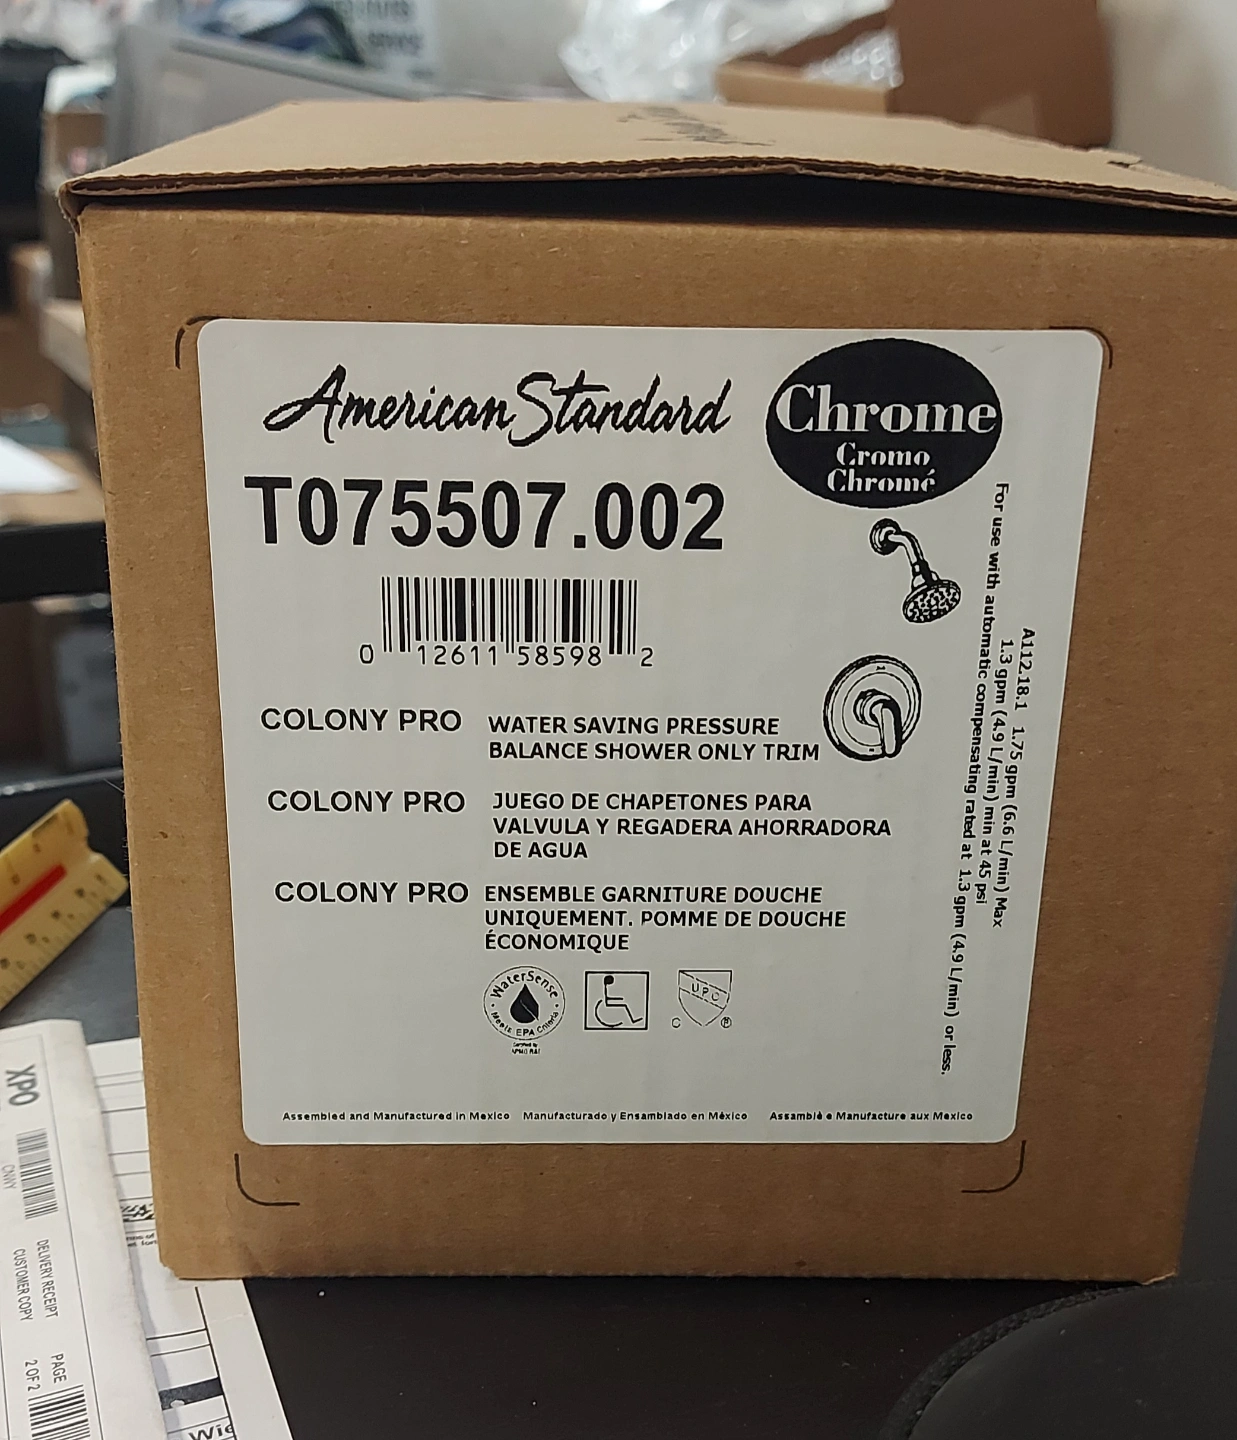 American Standard
Chrome
Cromo
Chromé
T075507.002
0 12611 58598 2
COLONY PRO WATER SAVING PRESSURE
BALANCE SHOWER ONLY TRIM
COLONY PRO JUEGO DE CHAPETONES PARA
VALVULA Y REGADERA AHORRADORA
DE AGUA
COLONY PRO ENSEMBLE GARNITURE DOUCHE
UNIQUEMENT. POMME DE DOUCHE
ÉCONOMIQUE
A112.18.1 1.75 gpm (6.6 L/min) Max
1.3 gpm (4.9 L/min) min at 45 psi
For use with automatic compensating rated at 1.3 gpm (4.9 L/min) or less.
WaterSense
Meets EPA Criteria
Certified by
UPC
C ®
Assembled and Manufactured in Mexico Manufacturado y Ensamblado en México Assamblè e Manufacture aux Mexico
XPO
CNWY
DELIVERY RECEIPT
CUSTOMER COPY
PAGE
2 OF 2